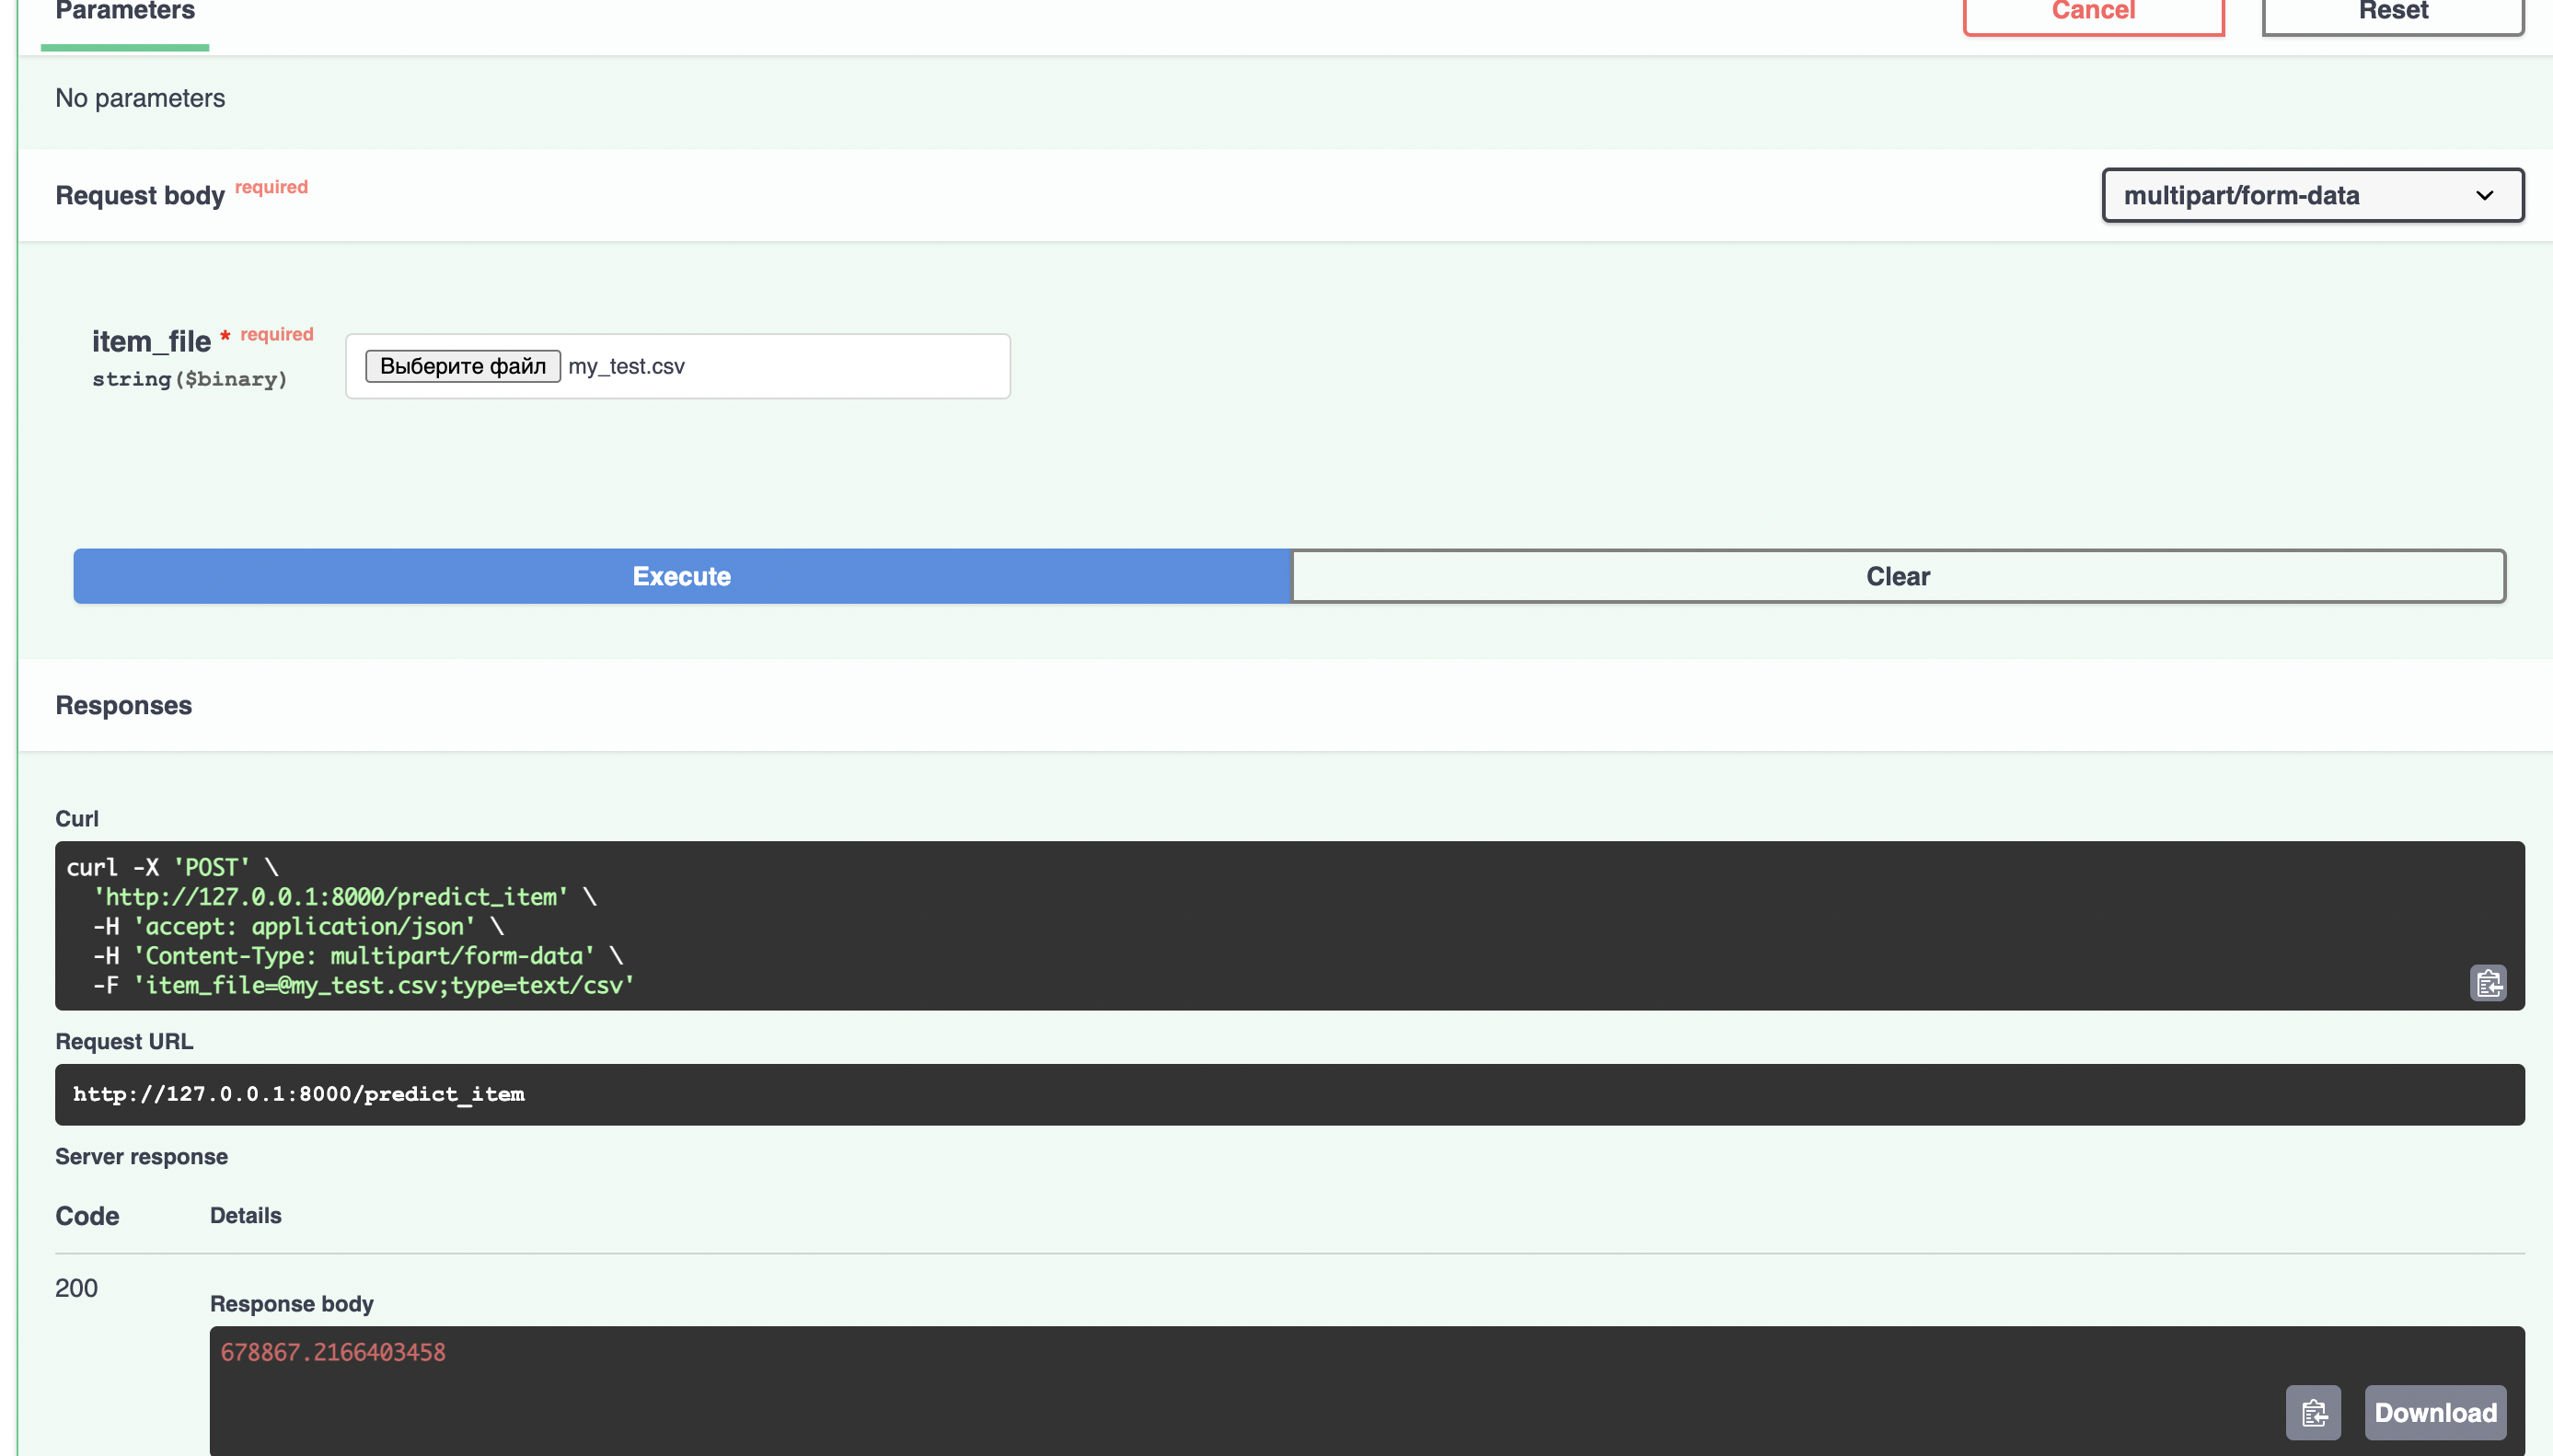 Parameters
Cancel
Reset
No parameters
Request body required
multipart/form-data
item_file * required
string($binary)
Выберите файл my_test.csv
Execute
Clear
Responses
Curl
curl -X 'POST' \
'http://127.0.0.1:8000/predict_item' \
-H 'accept: application/json' \
-H 'Content-Type: multipart/form-data' \
-F 'item_file=@my_test.csv;type=text/csv'
Request URL
http://127.0.0.1:8000/predict_item
Server response
Code
Details
200
Response body
678867.2166403458
Download